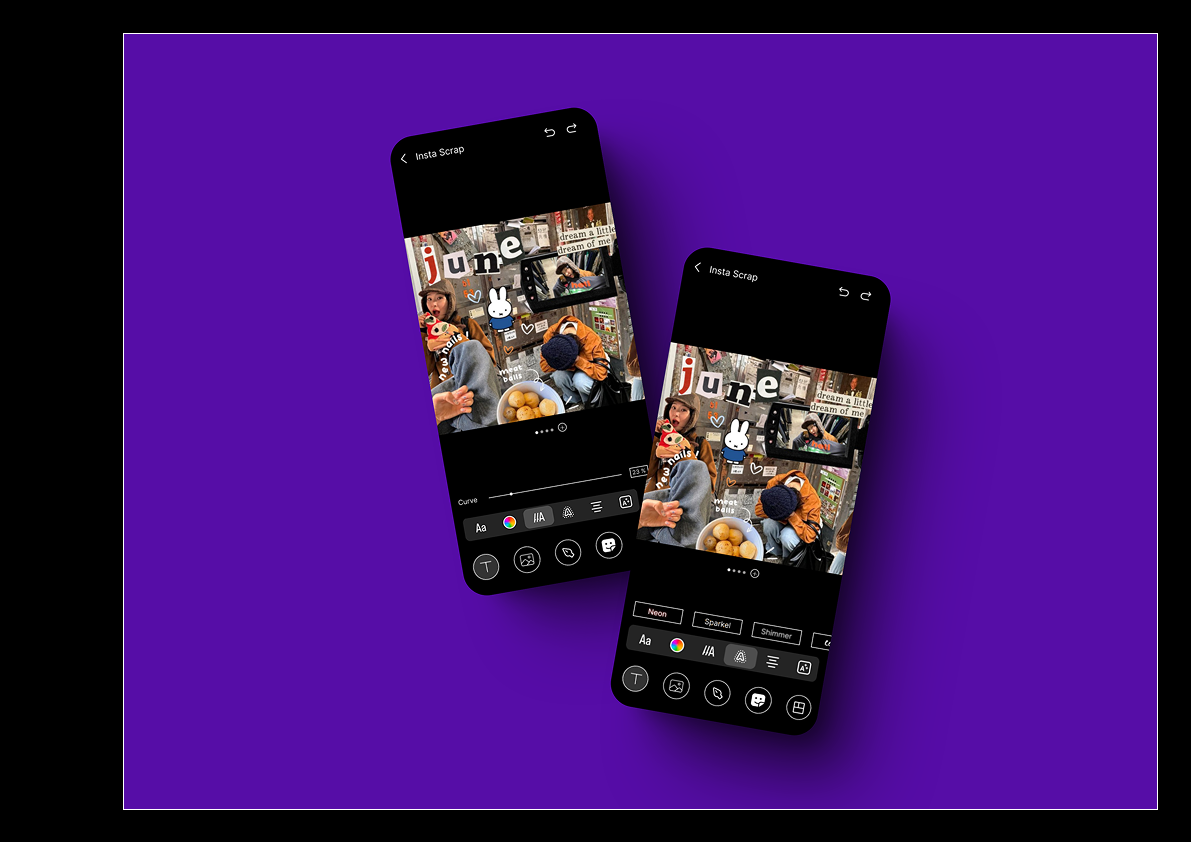 Insta Scrap
june
dream a little
dream of me
new nails !
meat
balls
Curve
23 %
Aa
//A
A
T
Insta Scrap
june
dream a little
dream of me
new nails !
meat
balls
Neon
Sparkel
Shimmer
Aa
//A
A
A
T